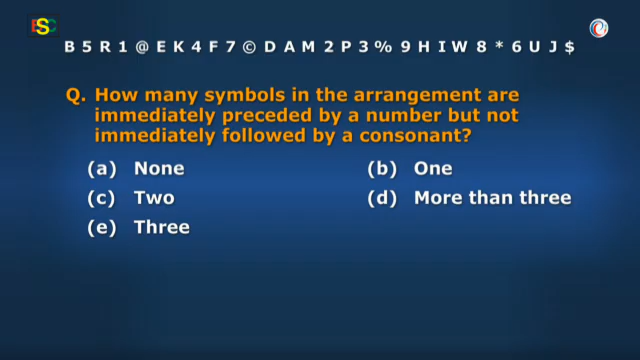 ESC
B 5 R 1 @ E K 4 F 7 © D A M 2 P 3 % 9 H I W 8 * 6 U J $
Q. How many symbols in the arrangement are
immediately preceded by a number but not
immediately followed by a consonant?
(a) None (b) One
(c) Two (d) More than three
(e) Three